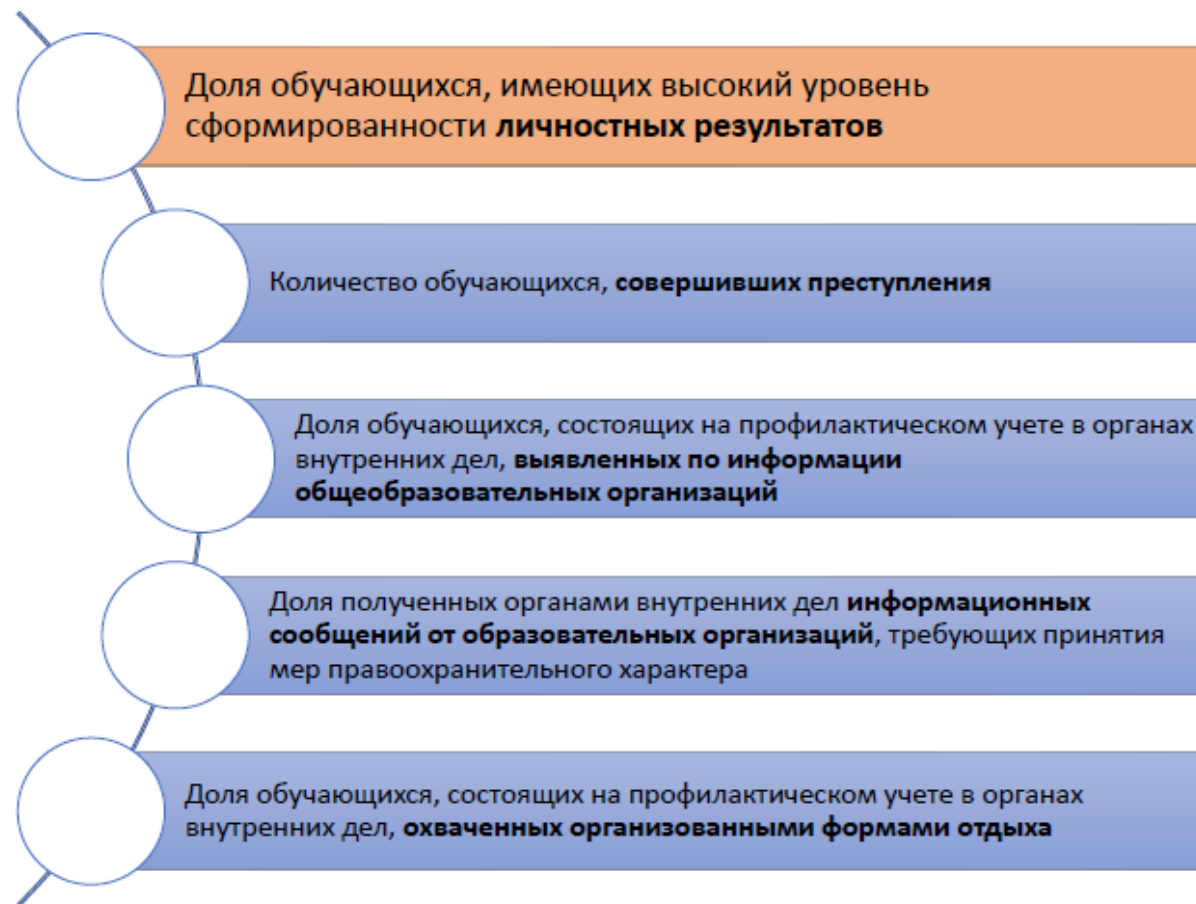 Доля обучающихся, имеющих высокий уровень
сформированности личностных результатов
Количество обучающихся, совершивших преступления
Доля обучающихся, состоящих на профилактическом учете в органах
внутренних дел, выявленных по информации
общеобразовательных организаций
Доля полученных органами внутренних дел информационных
сообщений от образовательных организаций, требующих принятия
мер правоохранительного характера
Доля обучающихся, состоящих на профилактическом учете в органах
внутренних дел, охваченных организованными формами отдыха